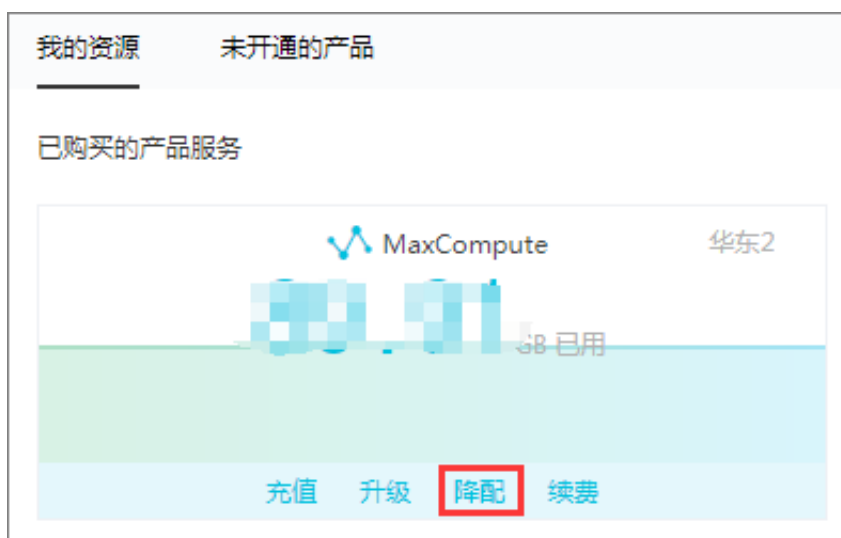 我的资源 未开通的产品
已购买的产品服务
MaxCompute 华东2
GB 已用
充值 升级 降配 续费